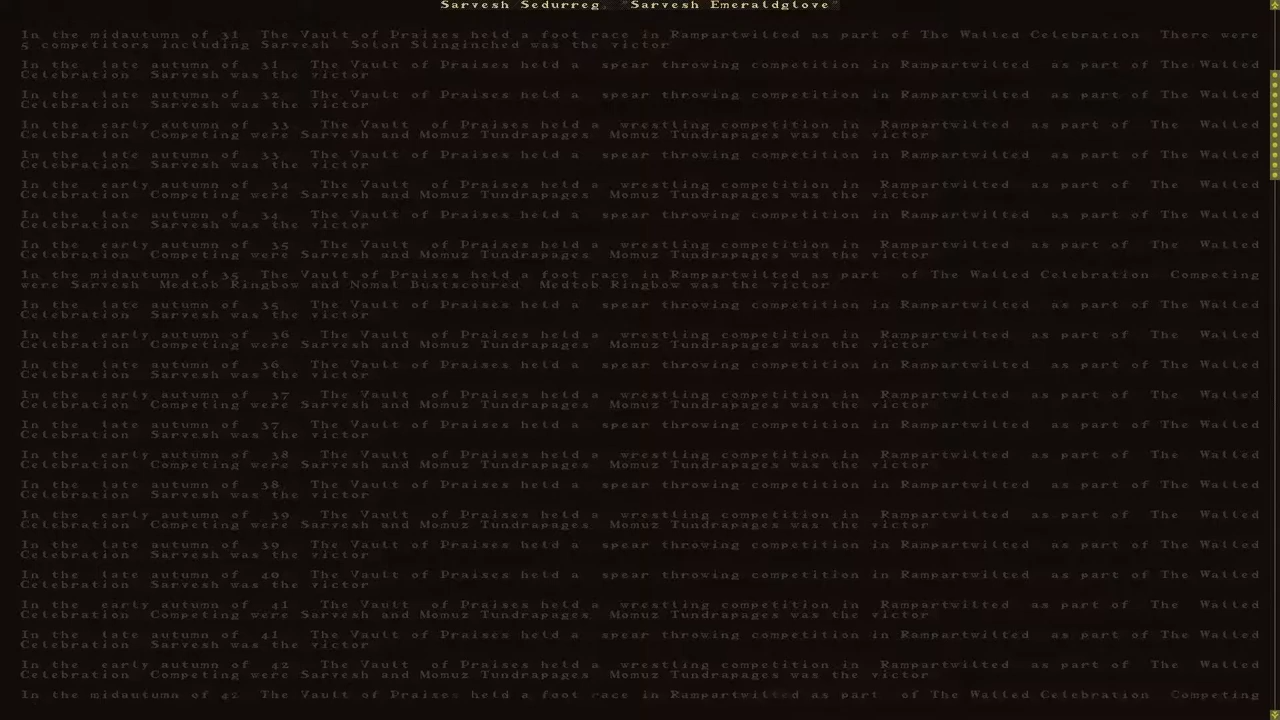 Sarvesh Sedurreg, "Sarvesh Emeraldglove"
In the midautumn of 31 The Vault of Praises held a foot race in Rampartwilted as part of The Walled Celebration There were
5 competitors including Sarvesh Solon Slinginched was the victor
In the late autumn of 31 The Vault of Praises held a spear throwing competition in Rampartwilted as part of The Walled
Celebration Sarvesh was the victor
In the late autumn of 32 The Vault of Praises held a spear throwing competition in Rampartwilted as part of The Walled
Celebration Sarvesh was the victor
In the early autumn of 33 The Vault of Praises held a wrestling competition in Rampartwilted as part of The Walled
Celebration Competing were Sarvesh and Momuz Tundrapages Momuz Tundrapages was the victor
In the late autumn of 33 The Vault of Praises held a spear throwing competition in Rampartwilted as part of The Walled
Celebration Sarvesh was the victor
In the early autumn of 34 The Vault of Praises held a wrestling competition in Rampartwilted as part of The Walled
Celebration Competing were Sarvesh and Momuz Tundrapages Momuz Tundrapages was the victor
In the late autumn of 34 The Vault of Praises held a spear throwing competition in Rampartwilted as part of The Walled
Celebration Sarvesh was the victor
In the early autumn of 35 The Vault of Praises held a wrestling competition in Rampartwilted as part of The Walled
Celebration Competing were Sarvesh and Momuz Tundrapages Momuz Tundrapages was the victor
In the midautumn of 35 The Vault of Praises held a foot race in Rampartwilted as part of The Walled Celebration Competing
were Sarvesh Medtob Ringbow and Nomal Bustscoured Medtob Ringbow was the victor
In the late autumn of 35 The Vault of Praises held a spear throwing competition in Rampartwilted as part of The Walled
Celebration Sarvesh was the victor
In the early autumn of 36 The Vault of Praises held a wrestling competition in Rampartwilted as part of The Walled
Celebration Competing were Sarvesh and Momuz Tundrapages Momuz Tundrapages was the victor
In the late autumn of 36 The Vault of Praises held a spear throwing competition in Rampartwilted as part of The Walled
Celebration Sarvesh was the victor
In the early autumn of 37 The Vault of Praises held a wrestling competition in Rampartwilted as part of The Walled
Celebration Competing were Sarvesh and Momuz Tundrapages Momuz Tundrapages was the victor
In the late autumn of 37 The Vault of Praises held a spear throwing competition in Rampartwilted as part of The Walled
Celebration Sarvesh was the victor
In the early autumn of 38 The Vault of Praises held a wrestling competition in Rampartwilted as part of The Walled
Celebration Competing were Sarvesh and Momuz Tundrapages Momuz Tundrapages was the victor
In the late autumn of 38 The Vault of Praises held a spear throwing competition in Rampartwilted as part of The Walled
Celebration Sarvesh was the victor
In the early autumn of 39 The Vault of Praises held a wrestling competition in Rampartwilted as part of The Walled
Celebration Competing were Sarvesh and Momuz Tundrapages Momuz Tundrapages was the victor
In the late autumn of 39 The Vault of Praises held a spear throwing competition in Rampartwilted as part of The Walled
Celebration Sarvesh was the victor
In the late autumn of 40 The Vault of Praises held a spear throwing competition in Rampartwilted as part of The Walled
Celebration Sarvesh was the victor
In the early autumn of 41 The Vault of Praises held a wrestling competition in Rampartwilted as part of The Walled
Celebration Competing were Sarvesh and Momuz Tundrapages Momuz Tundrapages was the victor
In the late autumn of 41 The Vault of Praises held a spear throwing competition in Rampartwilted as part of The Walled
Celebration Sarvesh was the victor
In the early autumn of 42 The Vault of Praises held a wrestling competition in Rampartwilted as part of The Walled
Celebration Competing were Sarvesh and Momuz Tundrapages Momuz Tundrapages was the victor
In the midautumn of 42 The Vault of Praises held a foot race in Rampartwilted as part of The Walled Celebration Competing